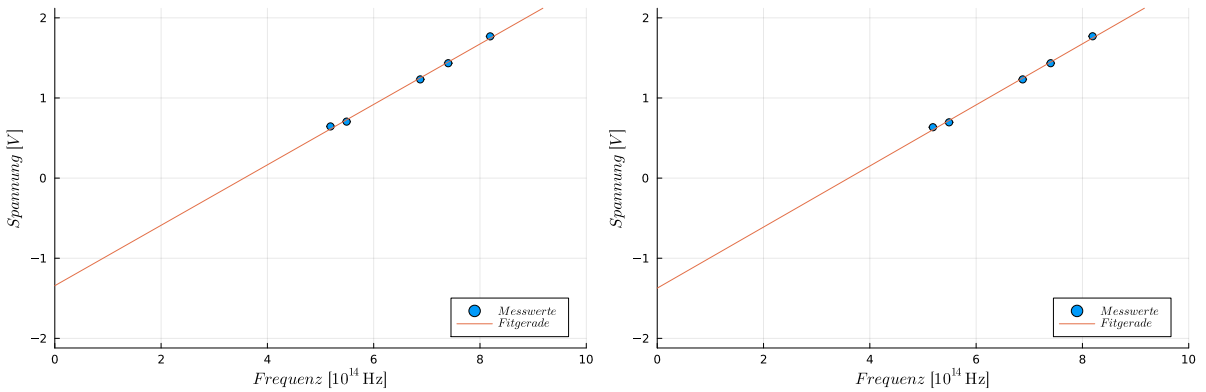 2
1
0
−1
−2
Spannung [V]
0 2 4 6 8 10
Frequenz [10^14 Hz]
Messwerte
Fitgerade
2
1
0
−1
−2
Spannung [V]
0 2 4 6 8 10
Frequenz [10^14 Hz]
Messwerte
Fitgerade